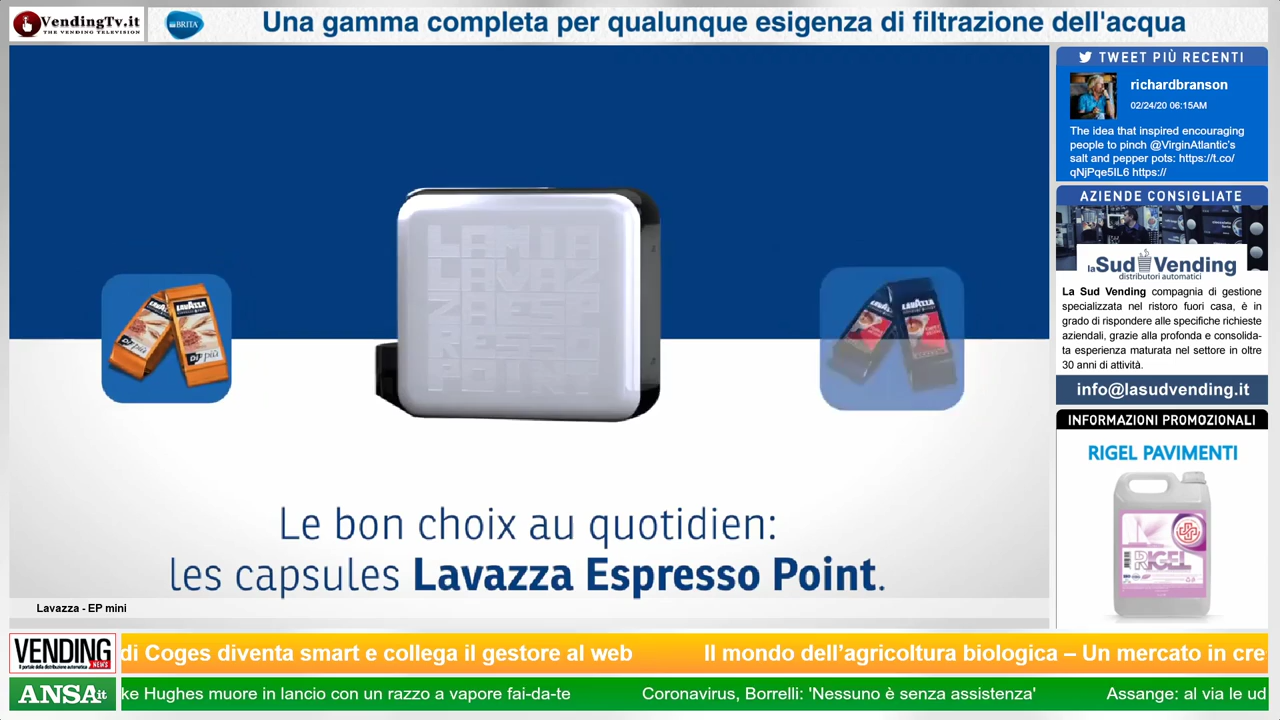 VendingTv.it
THE VENDING TELEVISION
BRITA
Una gamma completa per qualunque esigenza di filtrazione dell'acqua
LAVAZZA
LAVAZZA
Le bon choix au quotidien:
les capsules Lavazza Espresso Point.
Lavazza - EP mini
TWEET PIÙ RECENTI
richardbranson
02/24/20 06:15AM
The idea that inspired encouraging
people to pinch @VirginAtlantic's
salt and pepper pots: https://t.co/
qNjPqe5IL6 https://
AZIENDE CONSIGLIATE
la Sud Vending
distributori automatici
La Sud Vending compagnia di gestione
specializzata nel ristoro fuori casa, è in
grado di rispondere alle specifiche richieste
aziendali, grazie alla profonda e consolida-
ta esperienza maturata nel settore in oltre
30 anni di attività.
info@lasudvending.it
INFORMAZIONI PROMOZIONALI
RIGEL PAVIMENTI
RIGEL
VENDING NEWS
Il portale della distribuzione automatica
di Coges diventa smart e collega il gestore al web Il mondo dell'agricoltura biologica – Un mercato in cre
ANSA it
ke Hughes muore in lancio con un razzo a vapore fai-da-te Coronavirus, Borrelli: 'Nessuno è senza assistenza' Assange: al via le ud